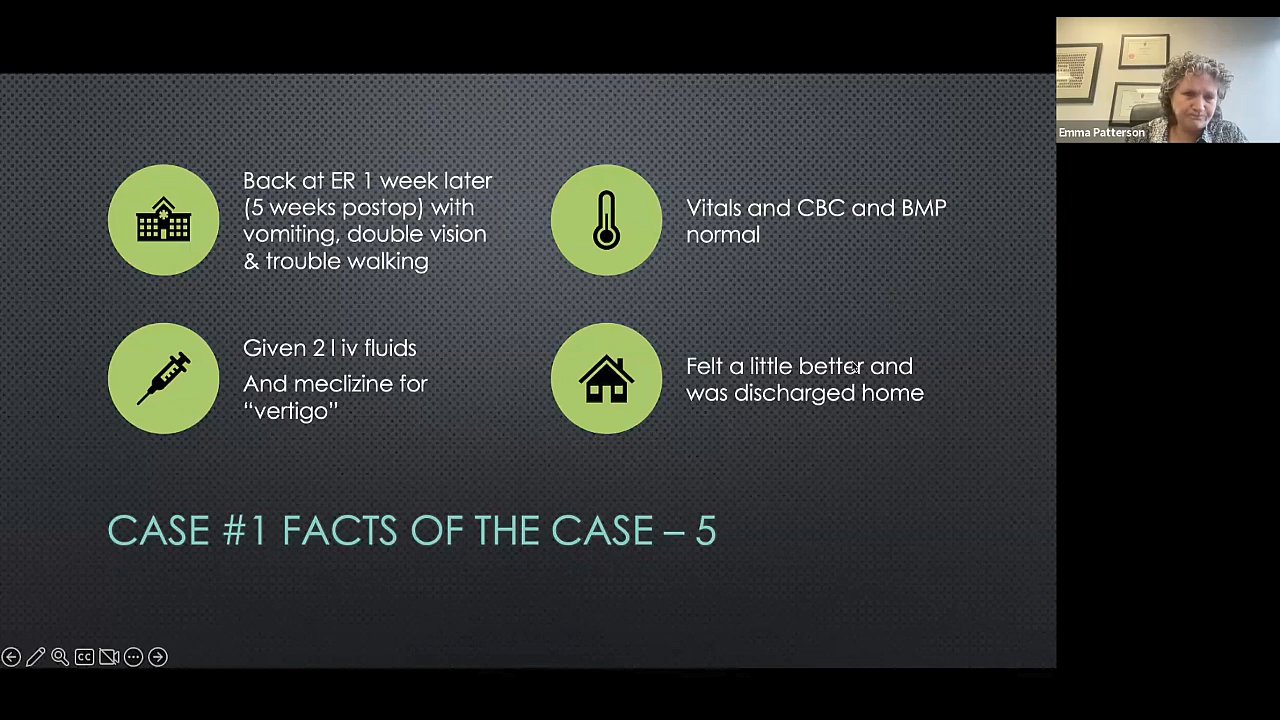 Back at ER 1 week later
(5 weeks postop) with
vomiting, double vision
& trouble walking
Vitals and CBC and BMP
normal
Given 2 l iv fluids
And meclizine for
“vertigo”
Felt a little better and
was discharged home
CASE #1 FACTS OF THE CASE – 5
Emma Patterson
CC